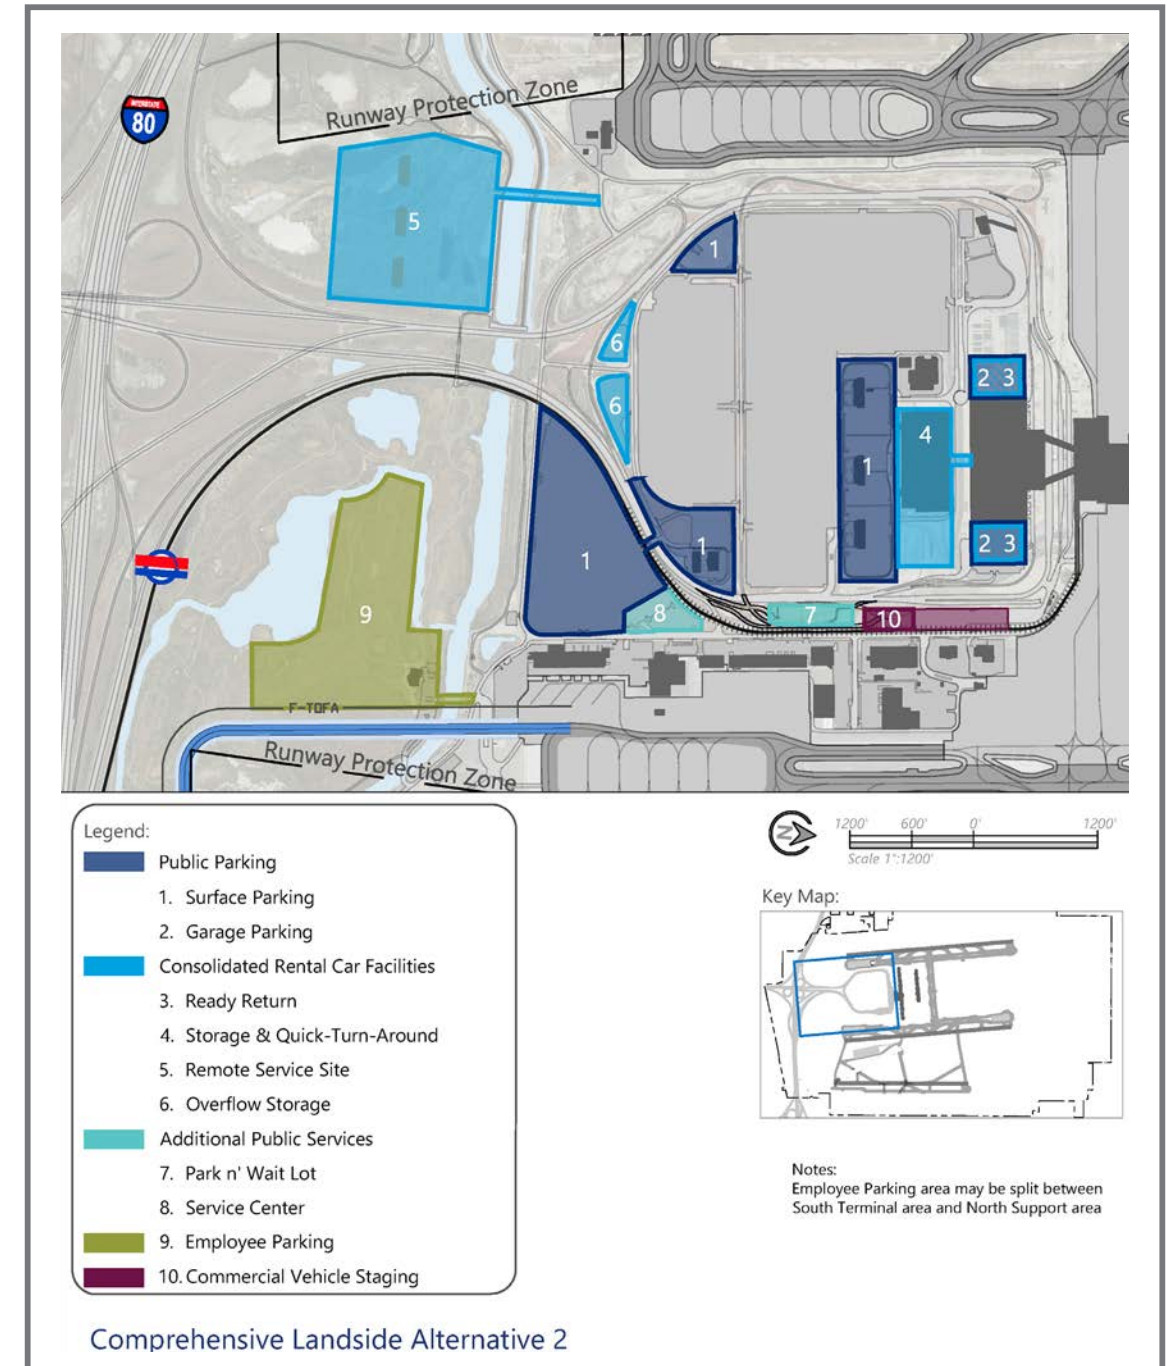 Runway Protection Zone
INTERSTATE
80
5
1
6
6
2 3
4
1
1
1
2 3
9
8
7
10
F-TOFA
Runway Protection Zone
Legend:
Public Parking
1. Surface Parking
2. Garage Parking
Consolidated Rental Car Facilities
3. Ready Return
4. Storage & Quick-Turn-Around
5. Remote Service Site
6. Overflow Storage
Additional Public Services
7. Park n' Wait Lot
8. Service Center
9. Employee Parking
10. Commercial Vehicle Staging
N
1200' 600' 0' 1200'
Scale 1":1200'
Key Map:
Notes:
Employee Parking area may be split between
South Terminal area and North Support area
Comprehensive Landside Alternative 2